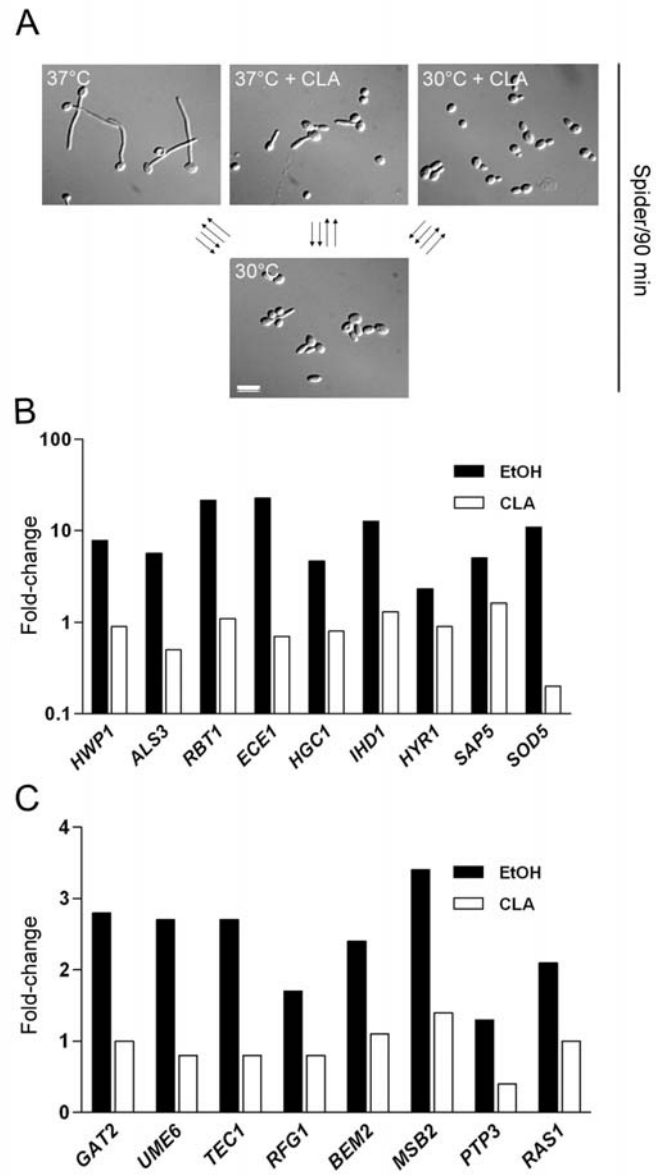 A
37°C
37°C + CLA
30°C + CLA
30°C
Spider/90 min
B
Fold-change
100
10
1
0.1
EtOH
CLA
HWP1
ALS3
RBT1
ECE1
HGC1
IHD1
HYR1
SAP5
SOD5
C
Fold-change
4
3
2
1
0
EtOH
CLA
GAT2
UME6
TEC1
RFG1
BEM2
MSB2
PTP3
RAS1